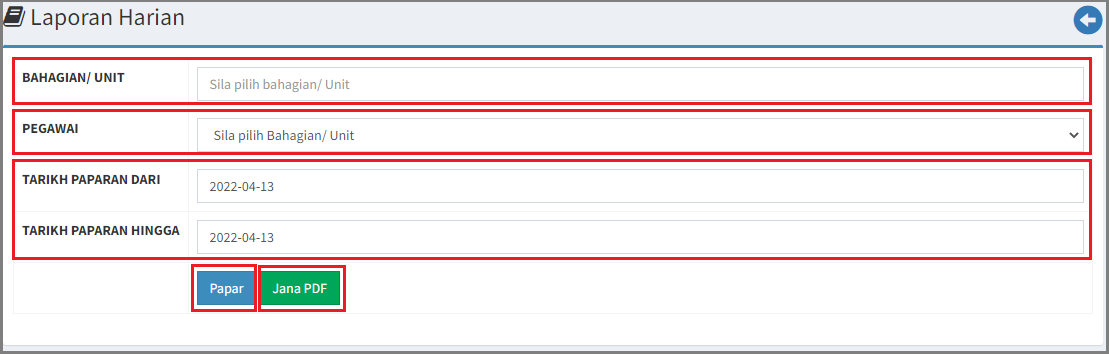 Laporan Harian
BAHAGIAN/ UNIT
Sila pilih bahagian/ Unit
PEGAWAI
Sila pilih Bahagian/ Unit
TARIKH PAPARAN DARI
2022-04-13
TARIKH PAPARAN HINGGA
2022-04-13
Papar
Jana PDF